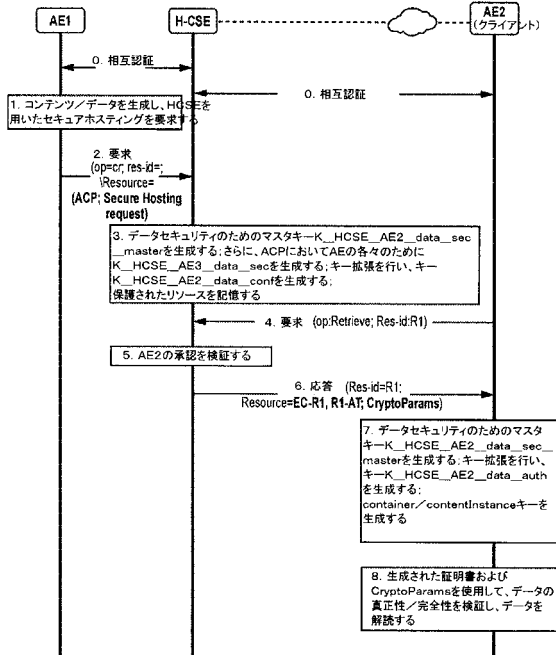 AE1
H-CSE
AE2
(クライアント)
0. 相互認証
0. 相互認証
1. コンテンツ／データを生成し、HCSEを
用いたセキュアホスティングを要求する
2. 要求
(op=cr; res-id=;
\Resource=
(ACP; Secure Hosting
request)
3. データセキュリティのためのマスタキーK__HCSE__AE2__data__sec
__masterを生成する;さらに、ACPにおいてAEの各々のために
K__HCSE__AE3__data__secを生成する;キー拡張を行い、キー
K__HCSE__AE2__data__confを生成する;
保護されたリソースを記憶する
4. 要求 (op:Retrieve; Res-id:R1)
5. AE2の承認を検証する
6. 応答 (Res-id=R1;
Resource=EC-R1, R1-AT; CryptoParams)
7. データセキュリティのためのマスタ
キーK__HCSE__AE2__data__sec__
masterを生成する;キー拡張を行い、
キーK__HCSE__AE2__data__auth
を生成する;
container／contentInstanceキーを
生成する
8. 生成された証明書および
CryptoParamsを使用して、データの
真正性／完全性を検証し、データを
解読する